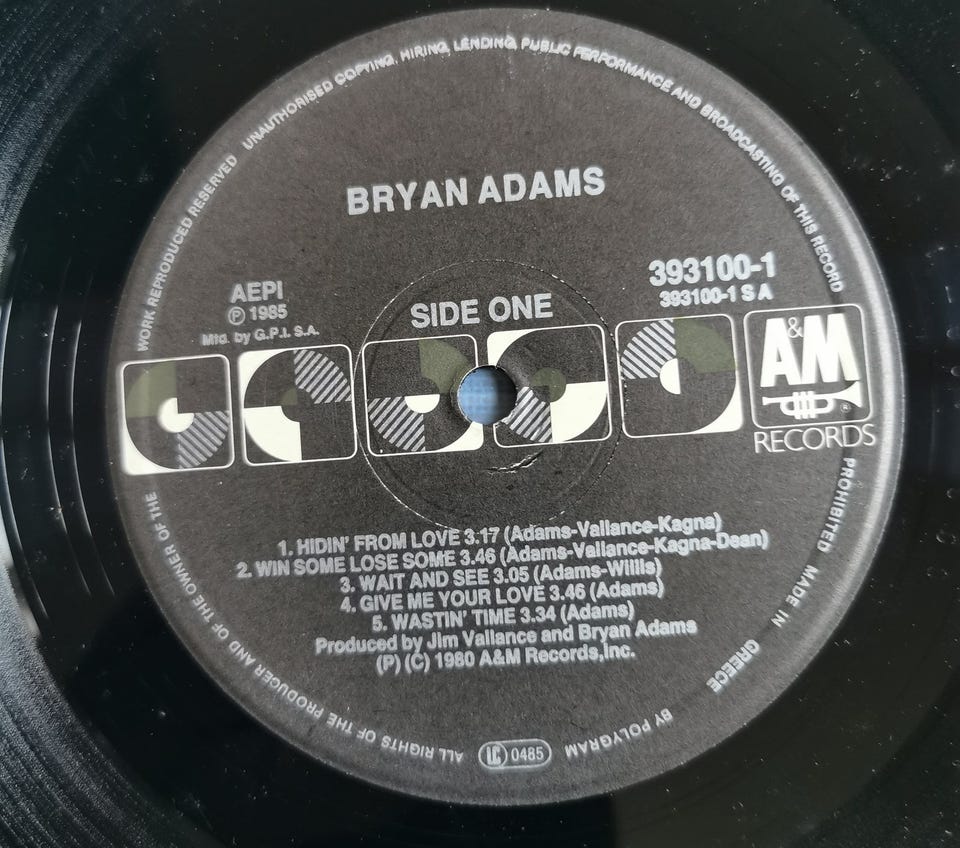 WORK REPRODUCED RESERVED UNAUTHORISED COPYING, HIRING, LENDING, PUBLIC PERFORMANCE AND BROADCASTING OF THIS RECORD
PROHIBITED MADE IN GREECE BY POLYGRAM
ALL RIGHTS OF THE PRODUCER AND OF THE OWNER OF THE
BRYAN ADAMS
AEPI
℗ 1985
Mfg. by G.P.I. S.A.
SIDE ONE
393100-1
393100-1 S A
A&M
®
RECORDS
1. HIDIN' FROM LOVE 3.17 (Adams-Vallance-Kagna)
2. WIN SOME LOSE SOME 3.46 (Adams-Vallance-Kagna-Dean)
3. WAIT AND SEE 3.05 (Adams-Willis)
4. GIVE ME YOUR LOVE 3.46 (Adams)
5. WASTIN' TIME 3.34 (Adams)
Produced by Jim Vallance and Bryan Adams
(P) (C) 1980 A&M Records,Inc.
LC 0485